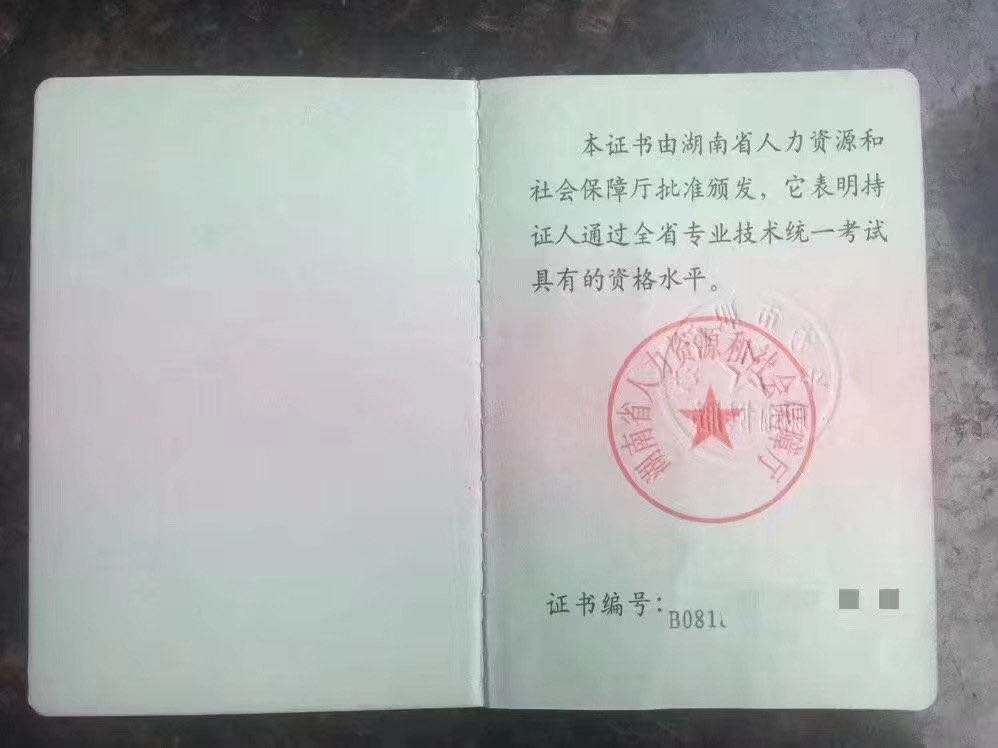 本证书由湖南省人力资源和
社会保障厅批准颁发，它表明持
证人通过全省专业技术统一考试
具有的资格水平。
湖南省人力资源和社会保障厅
证书编号：
B081